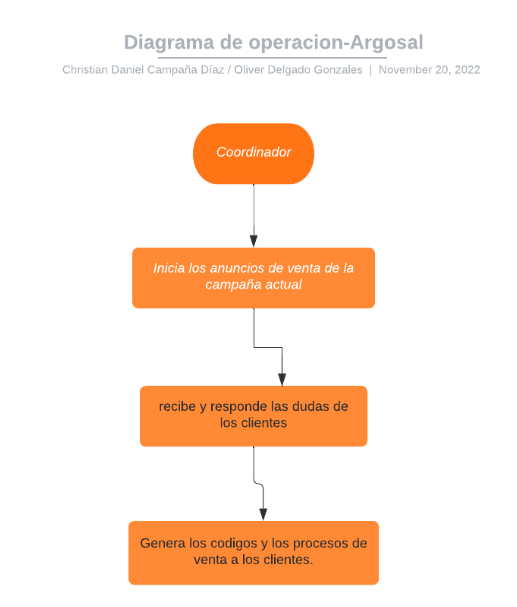 Diagrama de operacion-Argosal
Christian Daniel Campaña Díaz / Oliver Delgado Gonzales | November 20, 2022
Coordinador
Inicia los anuncios de venta de la
campaña actual
recibe y responde las dudas de
los clientes
Genera los codigos y los procesos de
venta a los clientes.